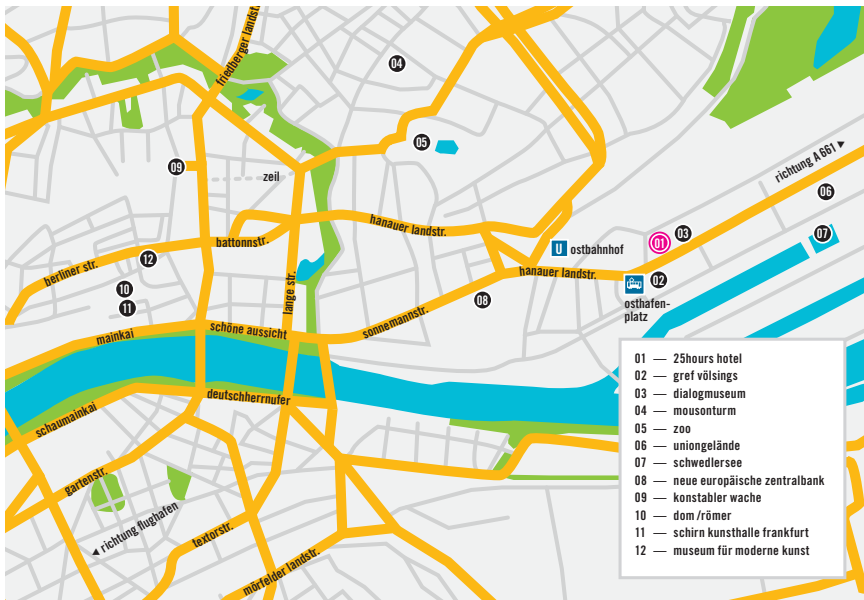 friedberger landstr.
04
05
09
zeil
richtung A 661 ►
06
hanauer landstr.
01
03
07
battonnstr.
U ostbahnhof
12
berliner str.
hanauer landstr.
02
10
lange str.
osthafen-
platz
11
08
sonnemannstr.
schöne aussicht
mainkai
deutschherrnufer
schaumainkai
gartenstr.
◄ richtung flughafen
textorstr.
mörfelder landstr.
01 — 25hours hotel
02 — gref völsings
03 — dialogmuseum
04 — mousonturm
05 — zoo
06 — uniongelände
07 — schwedlersee
08 — neue europäische zentralbank
09 — konstabler wache
10 — dom/römer
11 — schirn kunsthalle frankfurt
12 — museum für moderne kunst